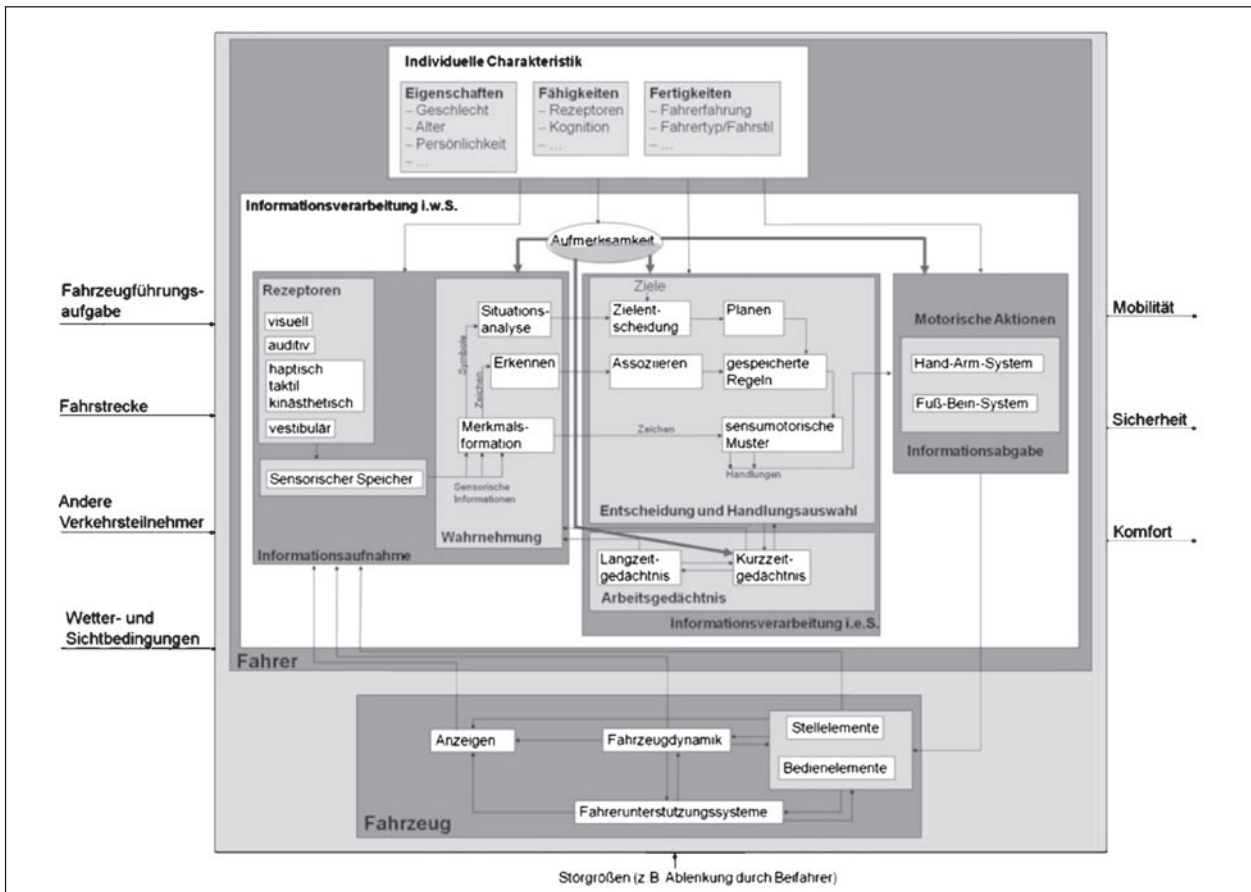 Individuelle Charakteristik
Eigenschaften
– Geschlecht
– Alter
– Persönlichkeit
– ...
Fähigkeiten
– Rezeptoren
– Kognition
– ...
Fertigkeiten
– Fahrerfahrung
– Fahrertyp/Fahrstil
– ...
Informationsverarbeitung i.w.S.
Aufmerksamkeit
Fahrzeugführungs-
aufgabe
Fahrstrecke
Andere
Verkehrsteilnehmer
Wetter- und
Sichtbedingungen
Rezeptoren
visuell
auditiv
haptisch
taktil
kinästhetisch
vestibulär
Sensorischer Speicher
Informationsaufnahme
Situations-
analyse
Symbole
Zeichen
Erkennen
Merkmals-
formation
Sensorische
Informationen
Wahrnehmung
Ziele
Zielent-
scheidung
Planen
Assoziieren
gespeicherte
Regeln
Zeichen
sensumotorische
Muster
Handlungen
Entscheidung und Handlungsauswahl
Langzeit-
gedächtnis
Kurzzeit-
gedächtnis
Arbeitsgedächtnis
Informationsverarbeitung i.e.S.
Motorische Aktionen
Hand-Arm-System
Fuß-Bein-System
Informationsabgabe
Mobilität
Sicherheit
Komfort
Fahrer
Anzeigen
Fahrzeugdynamik
Stellelemente
Bedienelemente
Fahrerunterstutzungssysteme
Fahrzeug
Störgrößen (z B Ablenkung durch Beifahrer)